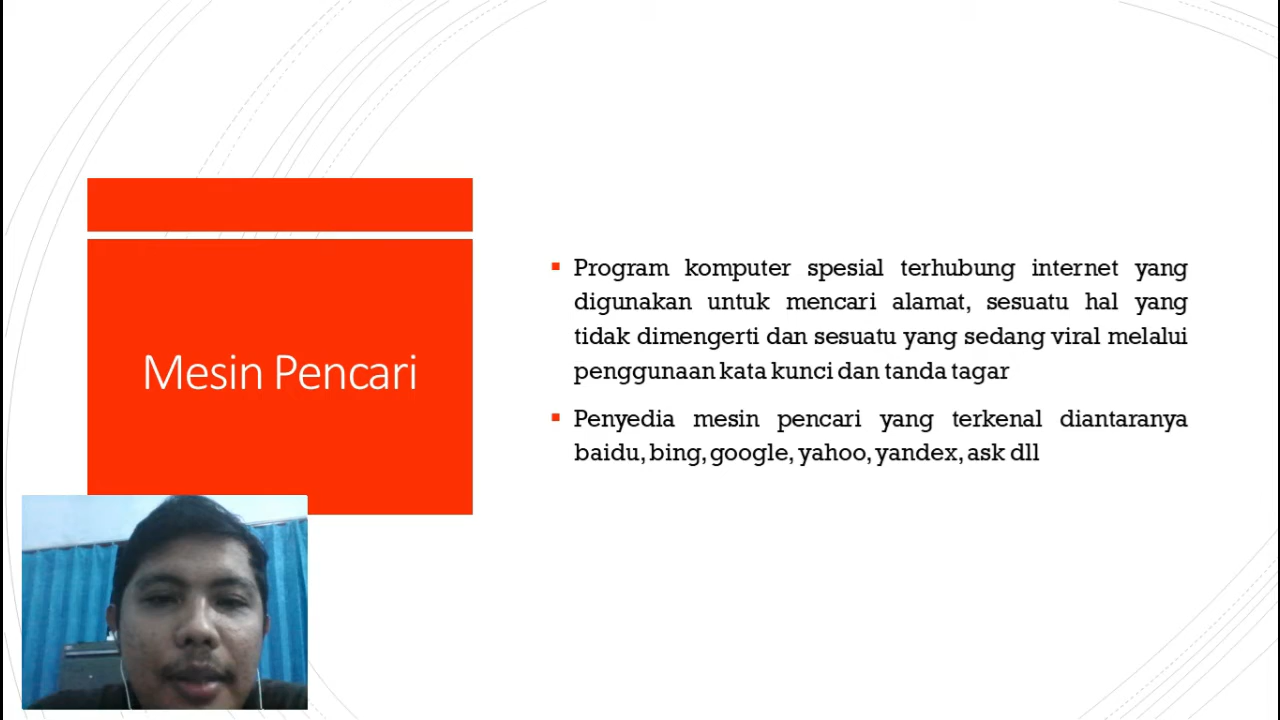 Mesin Pencari
Program komputer spesial terhubung internet yang
digunakan untuk mencari alamat, sesuatu hal yang
tidak dimengerti dan sesuatu yang sedang viral melalui
penggunaan kata kunci dan tanda tagar
Penyedia mesin pencari yang terkenal diantaranya
baidu, bing, google, yahoo, yandex, ask dll